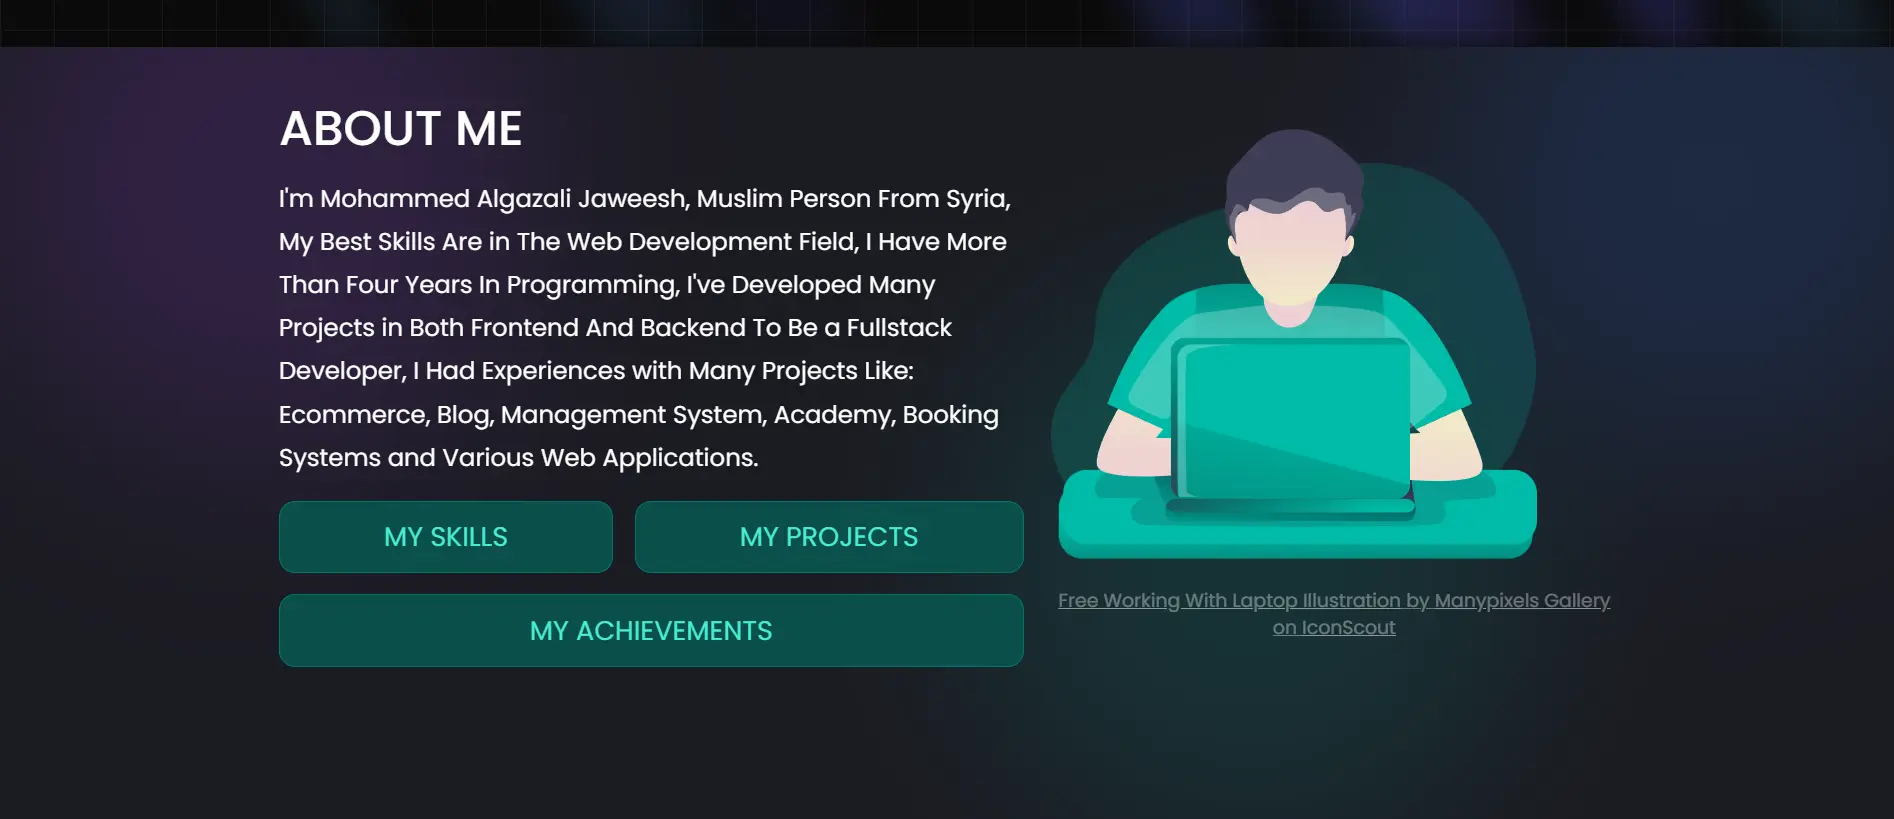 ABOUT ME
I'm Mohammed Algazali Jaweesh, Muslim Person From Syria,
My Best Skills Are in The Web Development Field, I Have More
Than Four Years In Programming, I've Developed Many
Projects in Both Frontend And Backend To Be a Fullstack
Developer, I Had Experiences with Many Projects Like:
Ecommerce, Blog, Management System, Academy, Booking
Systems and Various Web Applications.
MY SKILLS
MY PROJECTS
MY ACHIEVEMENTS
Free Working With Laptop Illustration by Manypixels Gallery
on IconScout